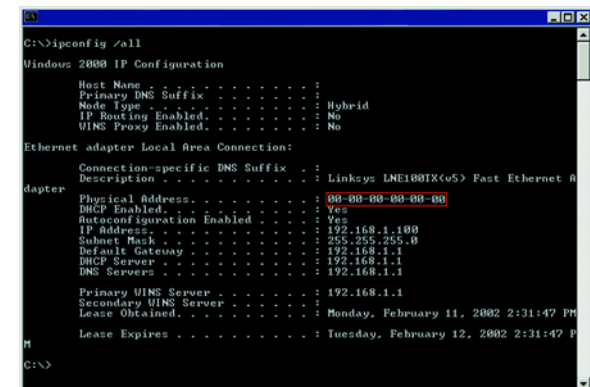 C:\>ipconfig /all
Windows 2000 IP Configuration
Host Name . . . . . . . . . . . . :
Primary DNS Suffix . . . . . . . :
Node Type . . . . . . . . . . . . : Hybrid
IP Routing Enabled. . . . . . . . : No
WINS Proxy Enabled. . . . . . . . : No
Ethernet adapter Local Area Connection:
Connection-specific DNS Suffix . :
Description . . . . . . . . . . . : Linksys LNE100TX(v5) Fast Ethernet A
dapter
Physical Address. . . . . . . . . : 00-00-00-00-00-00
DHCP Enabled. . . . . . . . . . . : Yes
Autoconfiguration Enabled . . . . : Yes
IP Address. . . . . . . . . . . . : 192.168.1.100
Subnet Mask . . . . . . . . . . . : 255.255.255.0
Default Gateway . . . . . . . . . : 192.168.1.1
DHCP Server . . . . . . . . . . . : 192.168.1.1
DNS Servers . . . . . . . . . . . : 192.168.1.1
Primary WINS Server . . . . . . . : 192.168.1.1
Secondary WINS Server . . . . . . :
Lease Obtained. . . . . . . . . . : Monday, February 11, 2002 2:31:47 PM
Lease Expires . . . . . . . . . . : Tuesday, February 12, 2002 2:31:47 P
M
C:\>